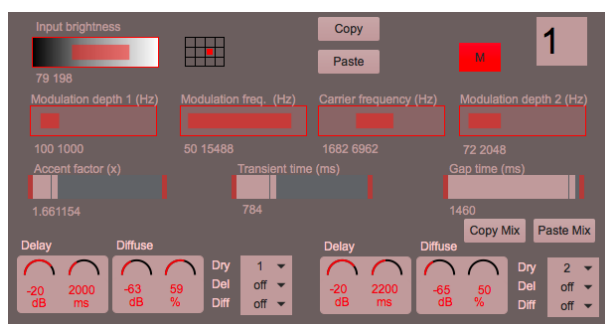 Input brightness
Copy
Paste
M
1
79 198
Modulation depth 1 (Hz) Modulation freq. (Hz) Carrier frequency (Hz) Modulation depth 2 (Hz)
100 1000 50 15488 1682 6962 72 2048
Accent factor (x) Transient time (ms) Gap time (ms)
1.661154 784 1460
Copy Mix Paste Mix
Delay Diffuse Delay Diffuse
Dry 1 Dry 2
-20 2000 -63 59 Del off -20 2200 -65 50 Del off
dB ms dB % Diff off dB ms dB % Diff off